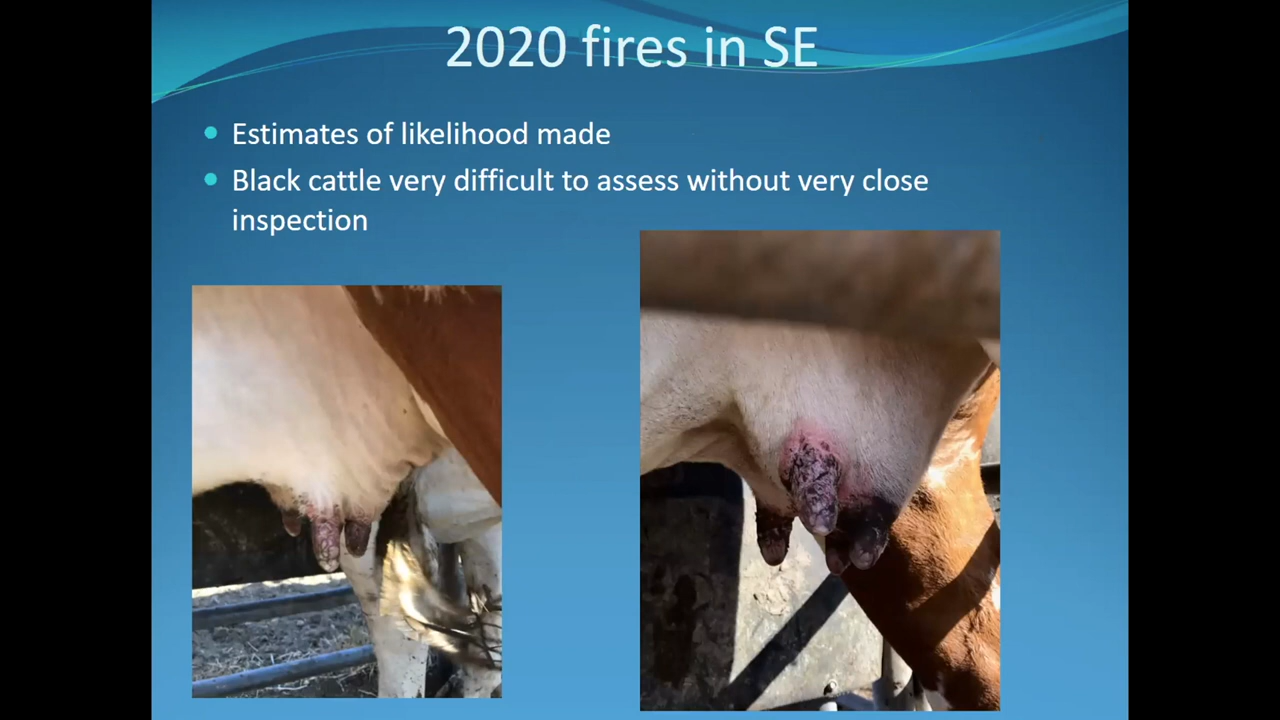 2020 fires in SE
Estimates of likelihood made
Black cattle very difficult to assess without very close
inspection